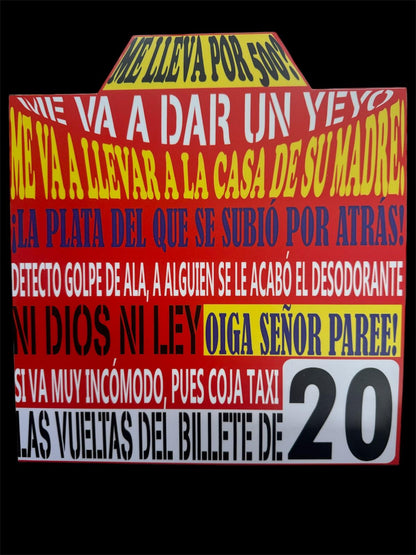 ME LLEVA POR 500?
ME VA A DAR UN YEYO
ME VA A LLEVAR A LA CASA DE SU MADRE!
¡LA PLATA DEL QUE SE SUBIÓ POR ATRÁS!
DETECTO GOLPE DE ALA, A ALGUIEN SE LE ACABÓ EL DESODORANTE
NI DIOS NI LEY OIGA SEÑOR PAREE!
SI VA MUY INCÓMODO, PUES COJA TAXI
LAS VUELTAS DEL BILLETE DE 20